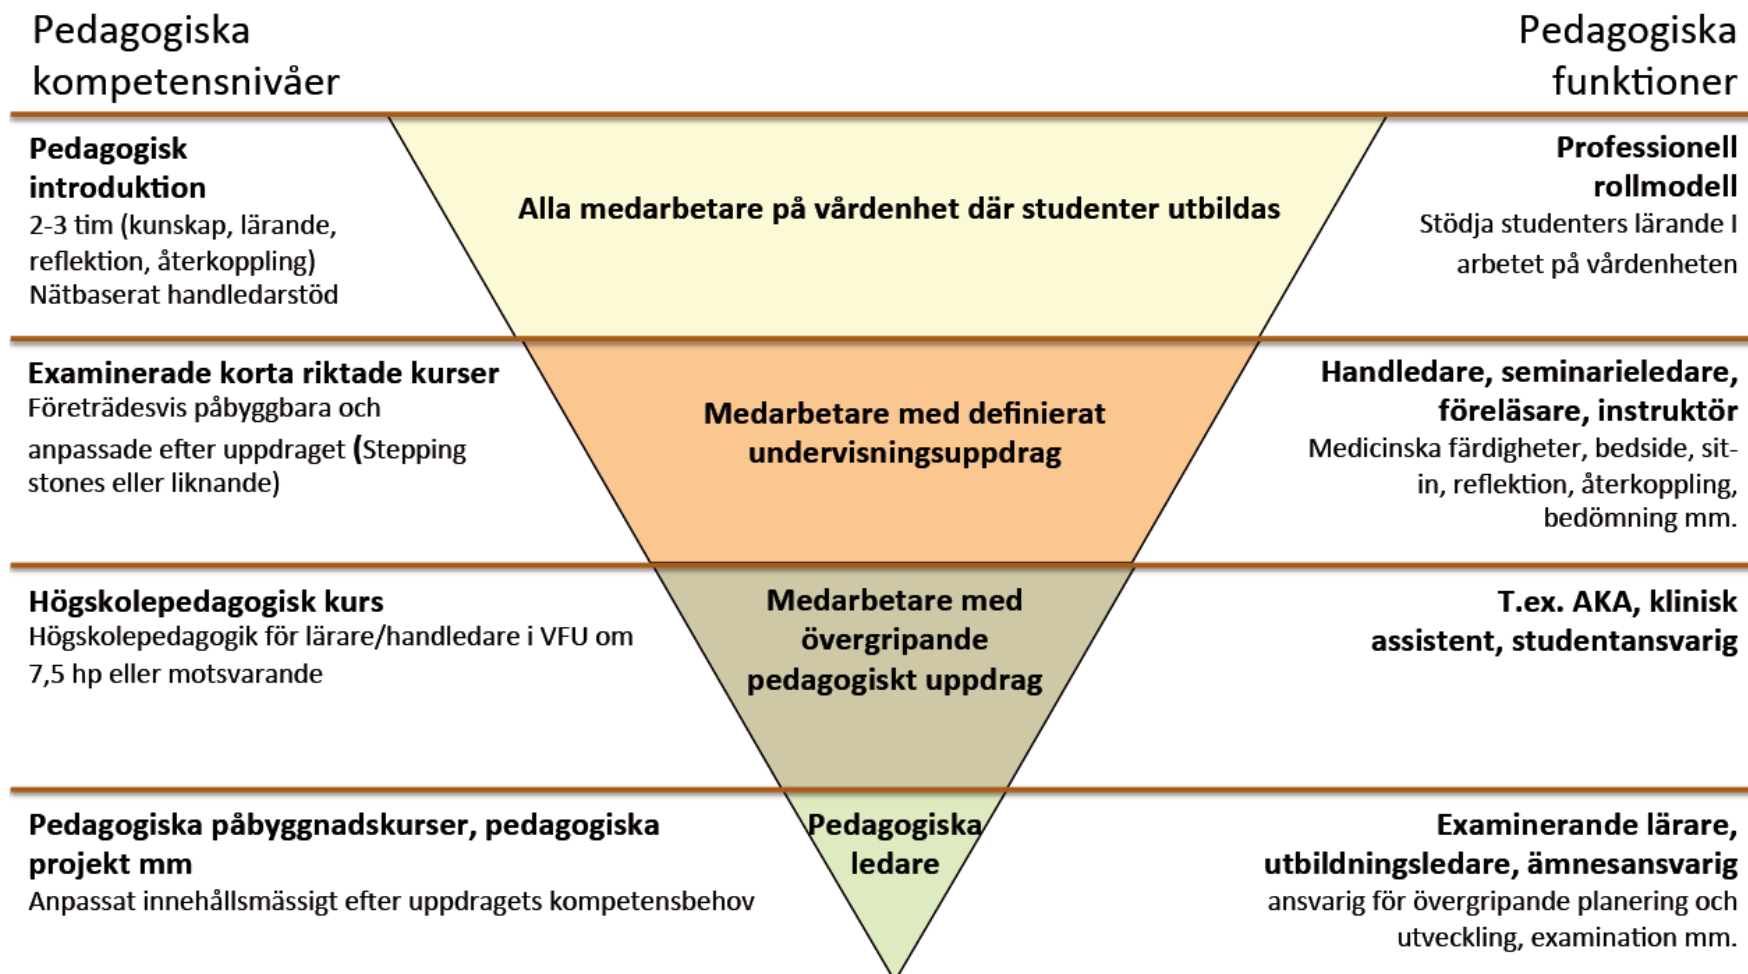 Pedagogiska
kompetensnivåer
Pedagogiska
funktioner
Pedagogisk
introduktion
2-3 tim (kunskap, lärande,
reflektion, återkoppling)
Nätbaserat handledarstöd
Alla medarbetare på vårdenhet där studenter utbildas
Professionell
rollmodell
Stödja studenters lärande I
arbetet på vårdenheten
Examinerade korta riktade kurser
Företrädesvis påbyggbara och
anpassade efter uppdraget (Stepping
stones eller liknande)
Medarbetare med definierat
undervisningsuppdrag
Handledare, seminarieledare,
föreläsare, instruktör
Medicinska färdigheter, bedside, sit-
in, reflektion, återkoppling,
bedömning mm.
Högskolepedagogisk kurs
Högskolepedagogik för lärare/handledare i VFU om
7,5 hp eller motsvarande
Medarbetare med
övergripande
pedagogiskt uppdrag
T.ex. AKA, klinisk
assistent, studentansvarig
Pedagogiska påbyggnadskurser, pedagogiska
projekt mm
Anpassat innehållsmässigt efter uppdragets kompetensbehov
Pedagogiska
ledare
Examinerande lärare,
utbildningsledare, ämnesansvarig
ansvarig för övergripande planering och
utveckling, examination mm.